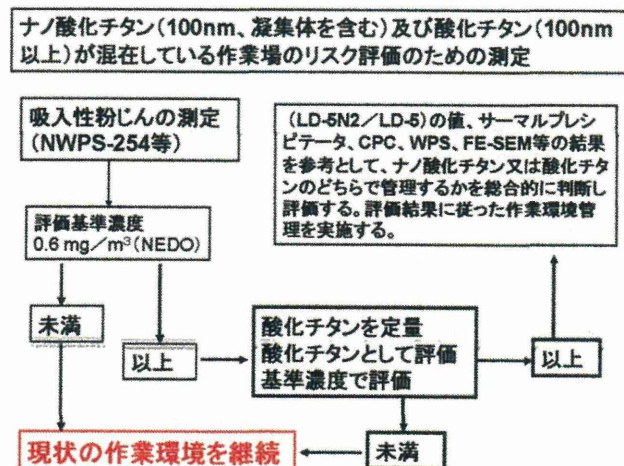 ナノ酸化チタン（100nm、凝集体を含む）及び酸化チタン（100nm
以上）が混在している作業場のリスク評価のための測定
吸入性粉じんの測定
（NWPS-254等）
評価基準濃度
0.6 mg／m³（NEDO）
未満
以上
酸化チタンを定量
酸化チタンとして評価
基準濃度で評価
以上
（LD-5N2／LD-5）の値、サーマルプレシ
ピテータ、CPC、WPS、FE-SEM等の結果
を参考として、ナノ酸化チタン又は酸化チタ
ンのどちらで管理するかを総合的に判断し
評価する。評価結果に従った作業環境管
理を実施する。
未満
現状の作業環境を継続